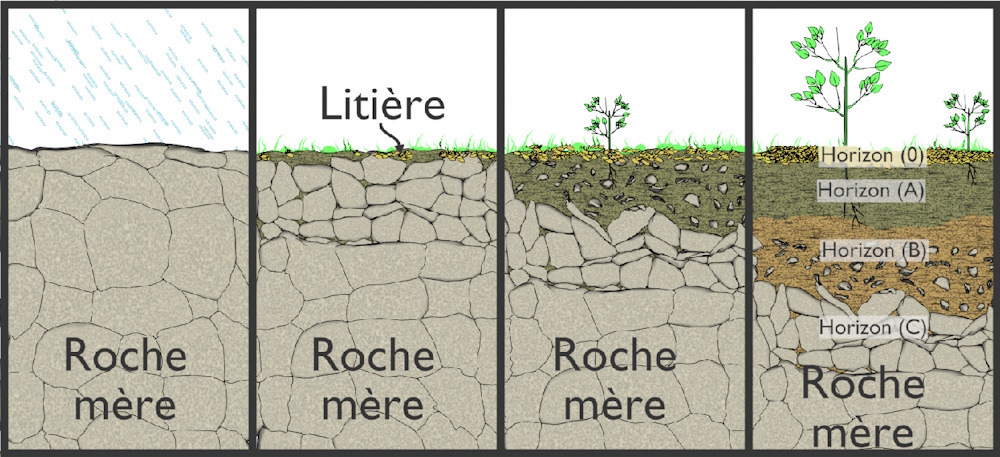 Roche
mère
Litière
Roche
mère
Roche
mère
Horizon (0)
Horizon (A)
Horizon (B)
Horizon (C)
Roche
mère